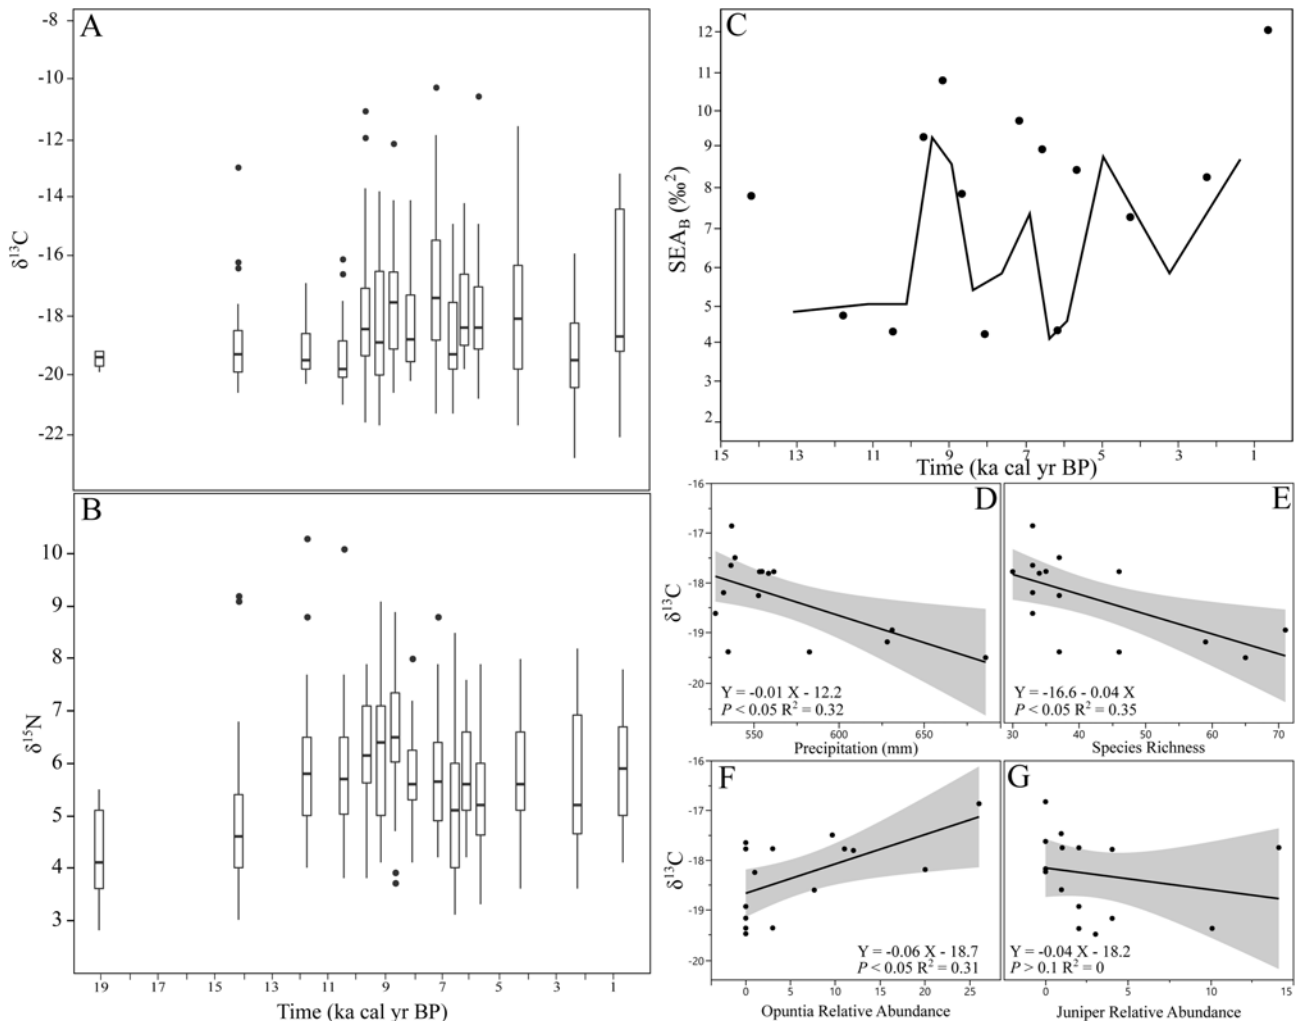 A
-8
-10
-12
-14
-16
-18
-20
-22
δ¹³C
B
10
9
8
7
6
5
4
3
δ¹⁵N
19 17 15 13 11 9 7 5 3 1
Time (ka cal yr BP)
C
12
11
10
9
8
7
6
5
4
3
2
SEA_B (‰²)
15 13 11 9 7 5 3 1
Time (ka cal yr BP)
D
-16
-17
-18
-19
-20
δ¹³C
Y = -0.01 X - 12.2
P < 0.05 R² = 0.32
550 600 650
Precipitation (mm)
E
Y = -16.6 - 0.04 X
P < 0.05 R² = 0.35
30 40 50 60 70
Species Richness
F
-16
-17
-18
-19
-20
δ¹³C
Y = -0.06 X - 18.7
P < 0.05 R² = 0.31
0 5 10 15 20 25
Opuntia Relative Abundance
G
Y = -0.04 X - 18.2
P > 0.1 R² = 0
0 5 10 15
Juniper Relative Abundance